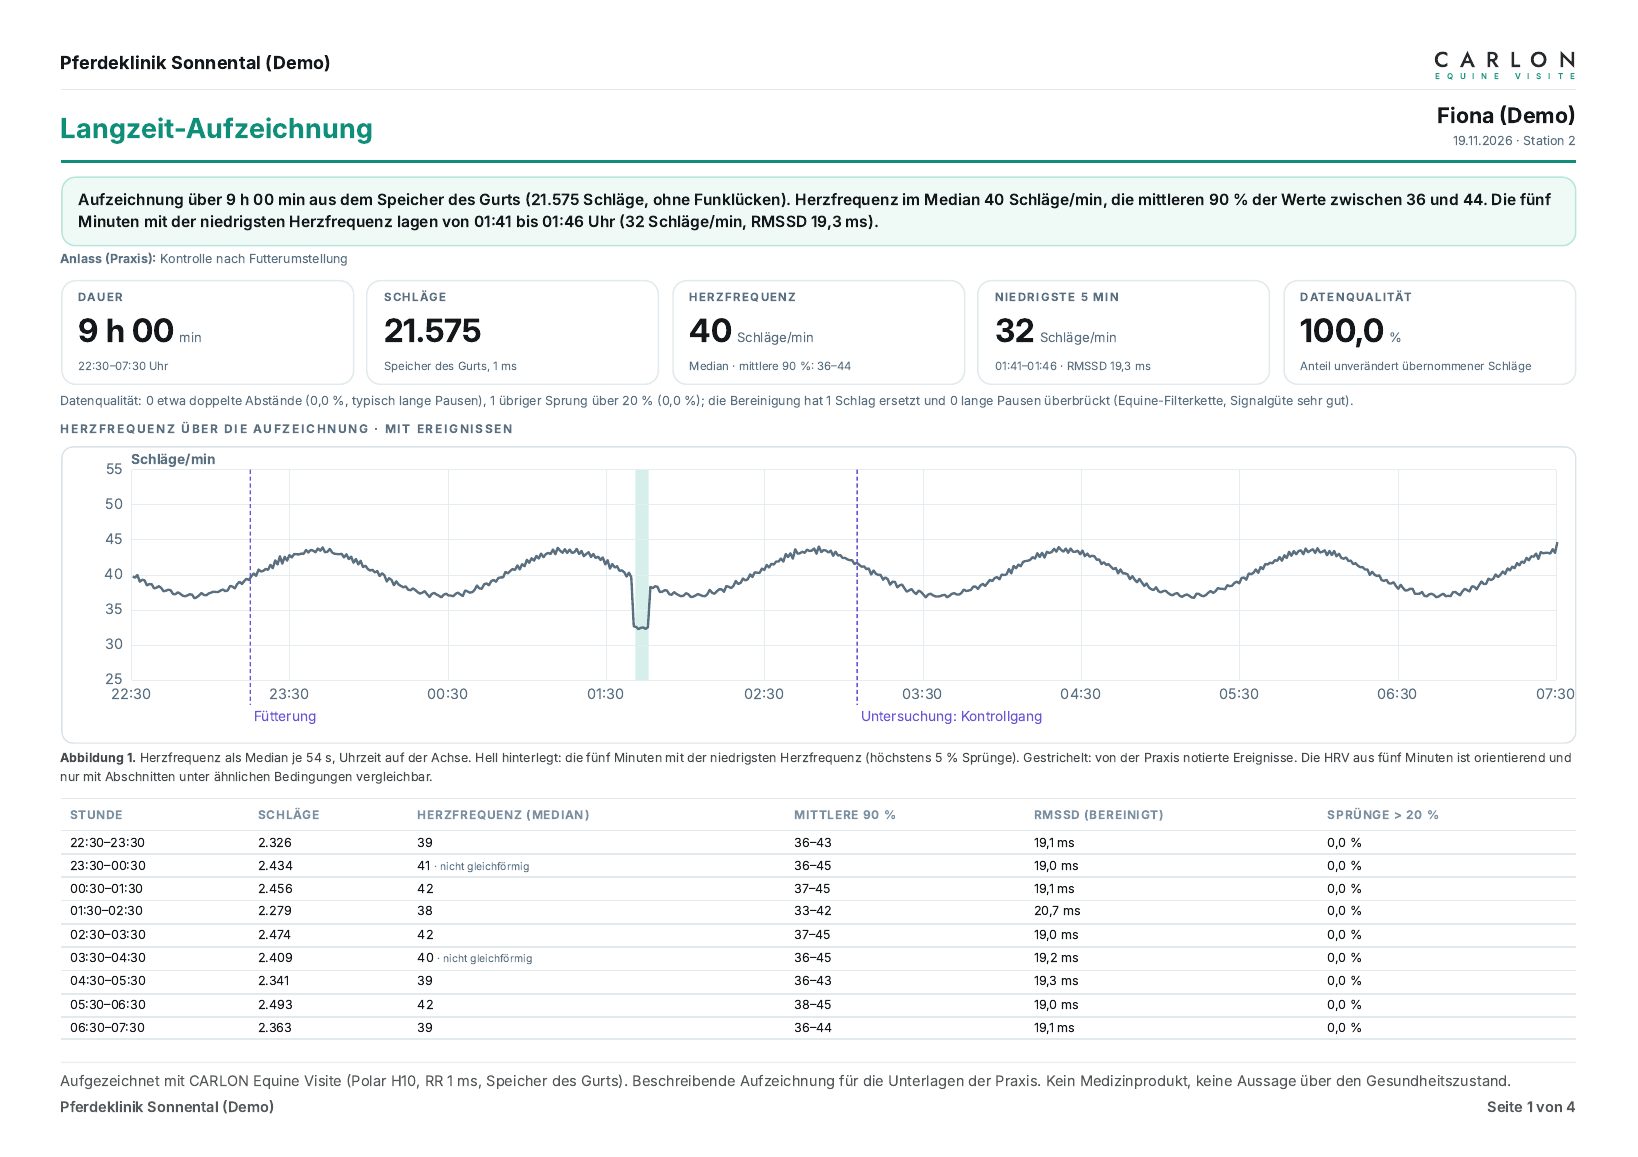 Pferdeklinik Sonnental (Demo)
CARLON
EQUINE VISITE
Langzeit-Aufzeichnung
Fiona (Demo)
19.11.2026 · Station 2
Aufzeichnung über 9 h 00 min aus dem Speicher des Gurts (21.575 Schläge, ohne Funklücken). Herzfrequenz im Median 40 Schläge/min, die mittleren 90 % der Werte zwischen 36 und 44. Die fünf
Minuten mit der niedrigsten Herzfrequenz lagen von 01:41 bis 01:46 Uhr (32 Schläge/min, RMSSD 19,3 ms).
Anlass (Praxis): Kontrolle nach Futterumstellung
DAUER
9 h 00 min
22:30–07:30 Uhr
SCHLÄGE
21.575
Speicher des Gurts, 1 ms
HERZFREQUENZ
40 Schläge/min
Median · mittlere 90 %: 36–44
NIEDRIGSTE 5 MIN
32 Schläge/min
01:41–01:46 · RMSSD 19,3 ms
DATENQUALITÄT
100,0 %
Anteil unverändert übernommener Schläge
Datenqualität: 0 etwa doppelte Abstände (0,0 %, typisch lange Pausen), 1 übriger Sprung über 20 % (0,0 %); die Bereinigung hat 1 Schlag ersetzt und 0 lange Pausen überbrückt (Equine-Filterkette, Signalgüte sehr gut).
HERZFREQUENZ ÜBER DIE AUFZEICHNUNG · MIT EREIGNISSEN
Schläge/min
55
50
45
40
35
30
25
22:30 23:30 00:30 01:30 02:30 03:30 04:30 05:30 06:30 07:30
Fütterung Untersuchung: Kontrollgang
Abbildung 1. Herzfrequenz als Median je 54 s, Uhrzeit auf der Achse. Hell hinterlegt: die fünf Minuten mit der niedrigsten Herzfrequenz (höchstens 5 % Sprünge). Gestrichelt: von der Praxis notierte Ereignisse. Die HRV aus fünf Minuten ist orientierend und
nur mit Abschnitten unter ähnlichen Bedingungen vergleichbar.
STUNDE SCHLÄGE HERZFREQUENZ (MEDIAN) MITTLERE 90 % RMSSD (BEREINIGT) SPRÜNGE > 20 %
22:30–23:30 2.326 39 36–43 19,1 ms 0,0 %
23:30–00:30 2.434 41 · nicht gleichförmig 36–45 19,0 ms 0,0 %
00:30–01:30 2.456 42 37–45 19,1 ms 0,0 %
01:30–02:30 2.279 38 33–42 20,7 ms 0,0 %
02:30–03:30 2.474 42 37–45 19,0 ms 0,0 %
03:30–04:30 2.409 40 · nicht gleichförmig 36–45 19,2 ms 0,0 %
04:30–05:30 2.341 39 36–43 19,3 ms 0,0 %
05:30–06:30 2.493 42 38–45 19,0 ms 0,0 %
06:30–07:30 2.363 39 36–44 19,1 ms 0,0 %
Aufgezeichnet mit CARLON Equine Visite (Polar H10, RR 1 ms, Speicher des Gurts). Beschreibende Aufzeichnung für die Unterlagen der Praxis. Kein Medizinprodukt, keine Aussage über den Gesundheitszustand.
Pferdeklinik Sonnental (Demo)
Seite 1 von 4